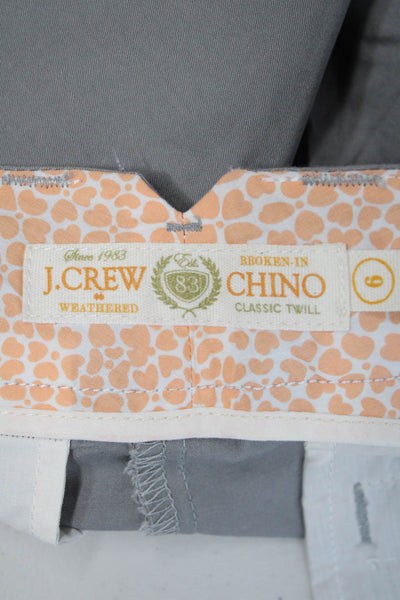 Since 1983
J.CREW
WEATHERED
Est.
83
BROKEN-IN
CHINO
CLASSIC TWILL
6